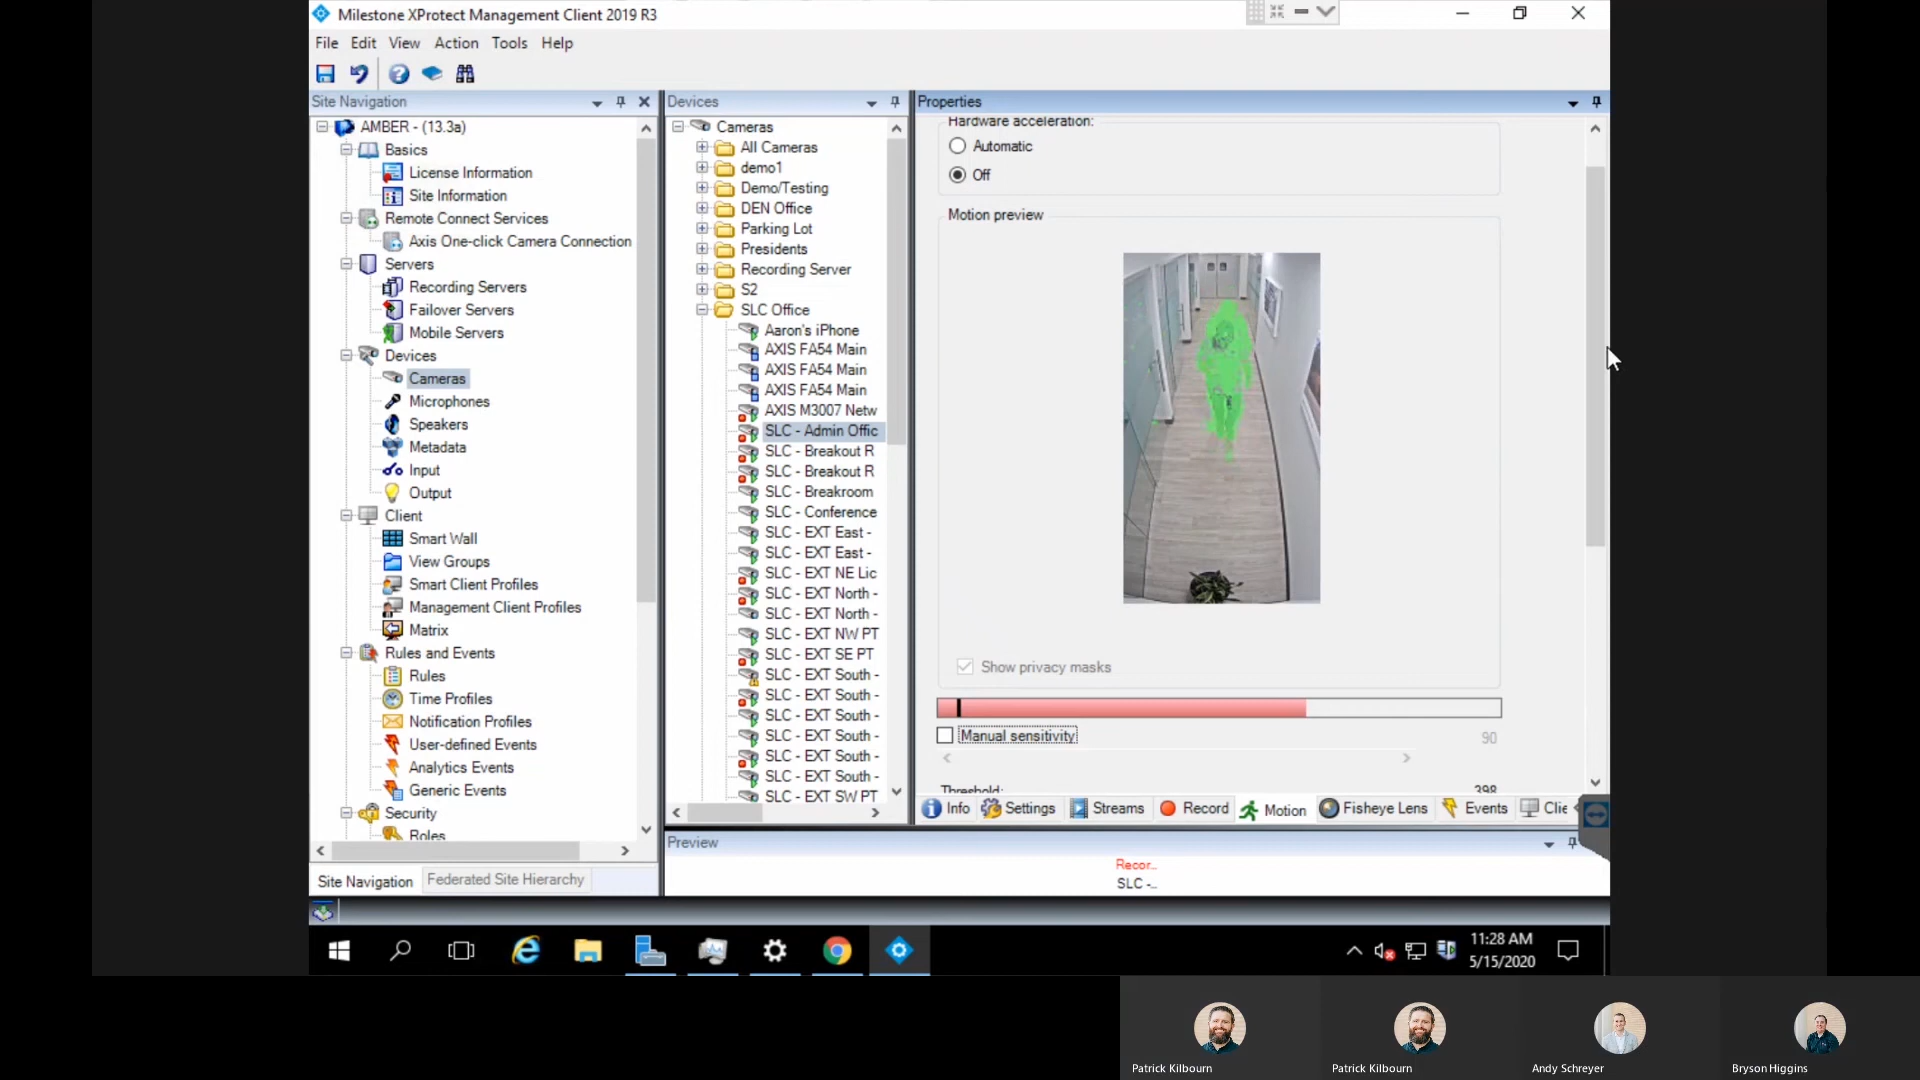 Milestone XProtect Management Client 2019 R3
File Edit View Action Tools Help
Site Navigation
AMBER - (13.3a)
Basics
License Information
Site Information
Remote Connect Services
Axis One-click Camera Connection
Servers
Recording Servers
Failover Servers
Mobile Servers
Devices
Cameras
Microphones
Speakers
Metadata
Input
Output
Client
Smart Wall
View Groups
Smart Client Profiles
Management Client Profiles
Matrix
Rules and Events
Rules
Time Profiles
Notification Profiles
User-defined Events
Analytics Events
Generic Events
Security
Roles
Site Navigation Federated Site Hierarchy
Devices
Cameras
All Cameras
demo1
Demo/Testing
DEN Office
Parking Lot
Presidents
Recording Server
S2
SLC Office
Aaron's iPhone
AXIS FA54 Main
AXIS FA54 Main
AXIS FA54 Main
AXIS M3007 Netw
SLC - Admin Offic
SLC - Breakout R
SLC - Breakout R
SLC - Breakroom
SLC - Conference
SLC - EXT East -
SLC - EXT East -
SLC - EXT NE Lic
SLC - EXT North -
SLC - EXT North -
SLC - EXT NW PT
SLC - EXT SE PT
SLC - EXT South -
SLC - EXT South -
SLC - EXT South -
SLC - EXT South -
SLC - EXT South -
SLC - EXT South -
SLC - EXT SW PT
Properties
Hardware acceleration:
Automatic
Off
Motion preview
Show privacy masks
Manual sensitivity 90
Threshold: 398
Info Settings Streams Record Motion Fisheye Lens Events Clie
Preview
Recor...
SLC -...
11:28 AM
5/15/2020
Patrick Kilbourn Patrick Kilbourn Andy Schreyer Bryson Higgins